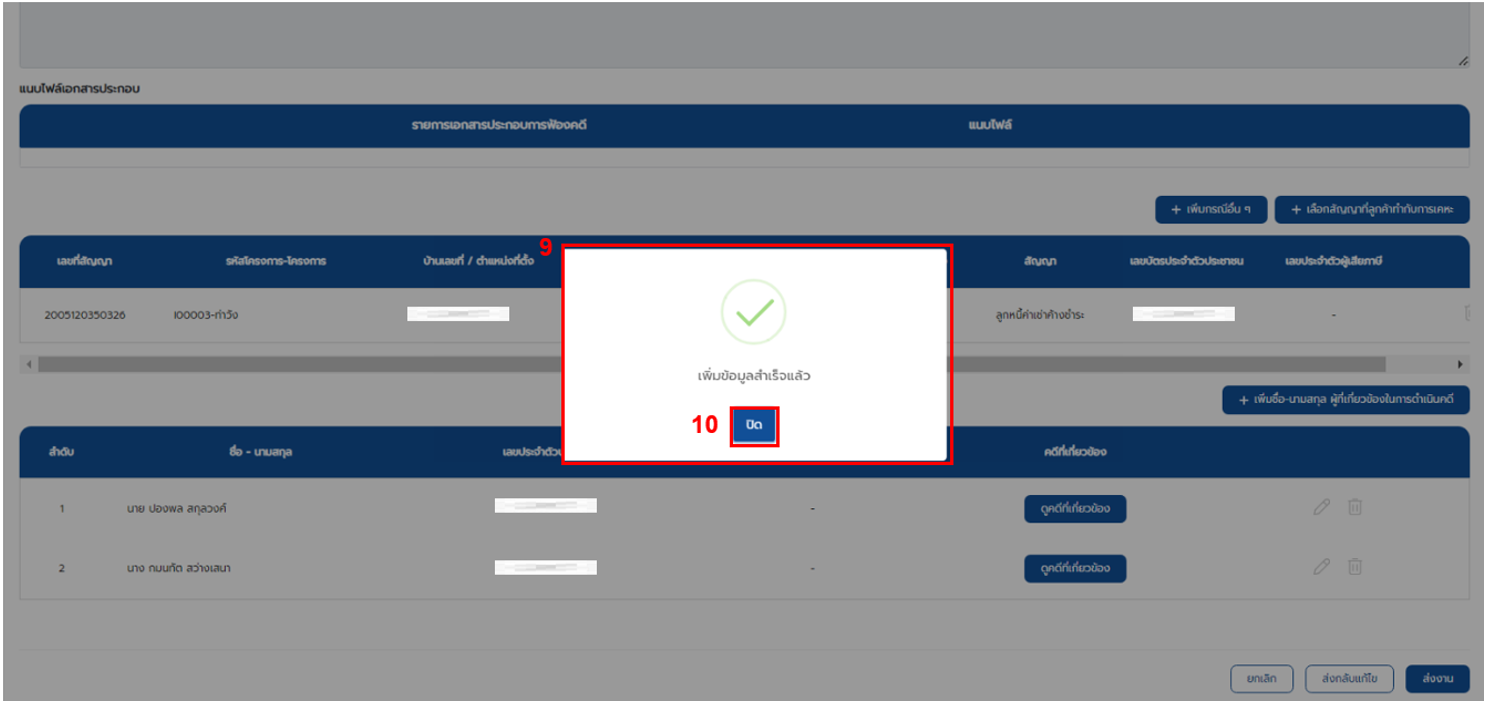 แนบไฟล์เอกสารประกอบ
รายการเอกสารประกอบการฟ้องคดี แนบไฟล์
+ เพิ่มกรณีอื่น ๆ + เลือกสัญญาที่ลูกค้าทำกับการเคหะ
เลขที่สัญญา รหัสโครงการ-โครงการ บ้านเลขที่ / ตำแหน่งที่ตั้ง 9 สัญญา เลขบัตรประจำตัวประชาชน เลขประจำตัวผู้เสียภาษี
2005120350326 I00003-ท่าวัง ลูกหนี้ค่าเช่าค้างชำระ -
เพิ่มข้อมูลสำเร็จแล้ว
+ เพิ่มชื่อ-นามสกุล ผู้ที่เกี่ยวข้องในการดำเนินคดี
10 ปิด
ลำดับ ชื่อ - นามสกุล เลขประจำตัว คดีที่เกี่ยวข้อง
1 นาย ปองพล สกุลวงค์ - ดูคดีที่เกี่ยวข้อง
2 นาง กนนทัต สว่างเสนา - ดูคดีที่เกี่ยวข้อง
ยกเลิก ส่งกลับแก้ไข ส่งงาน